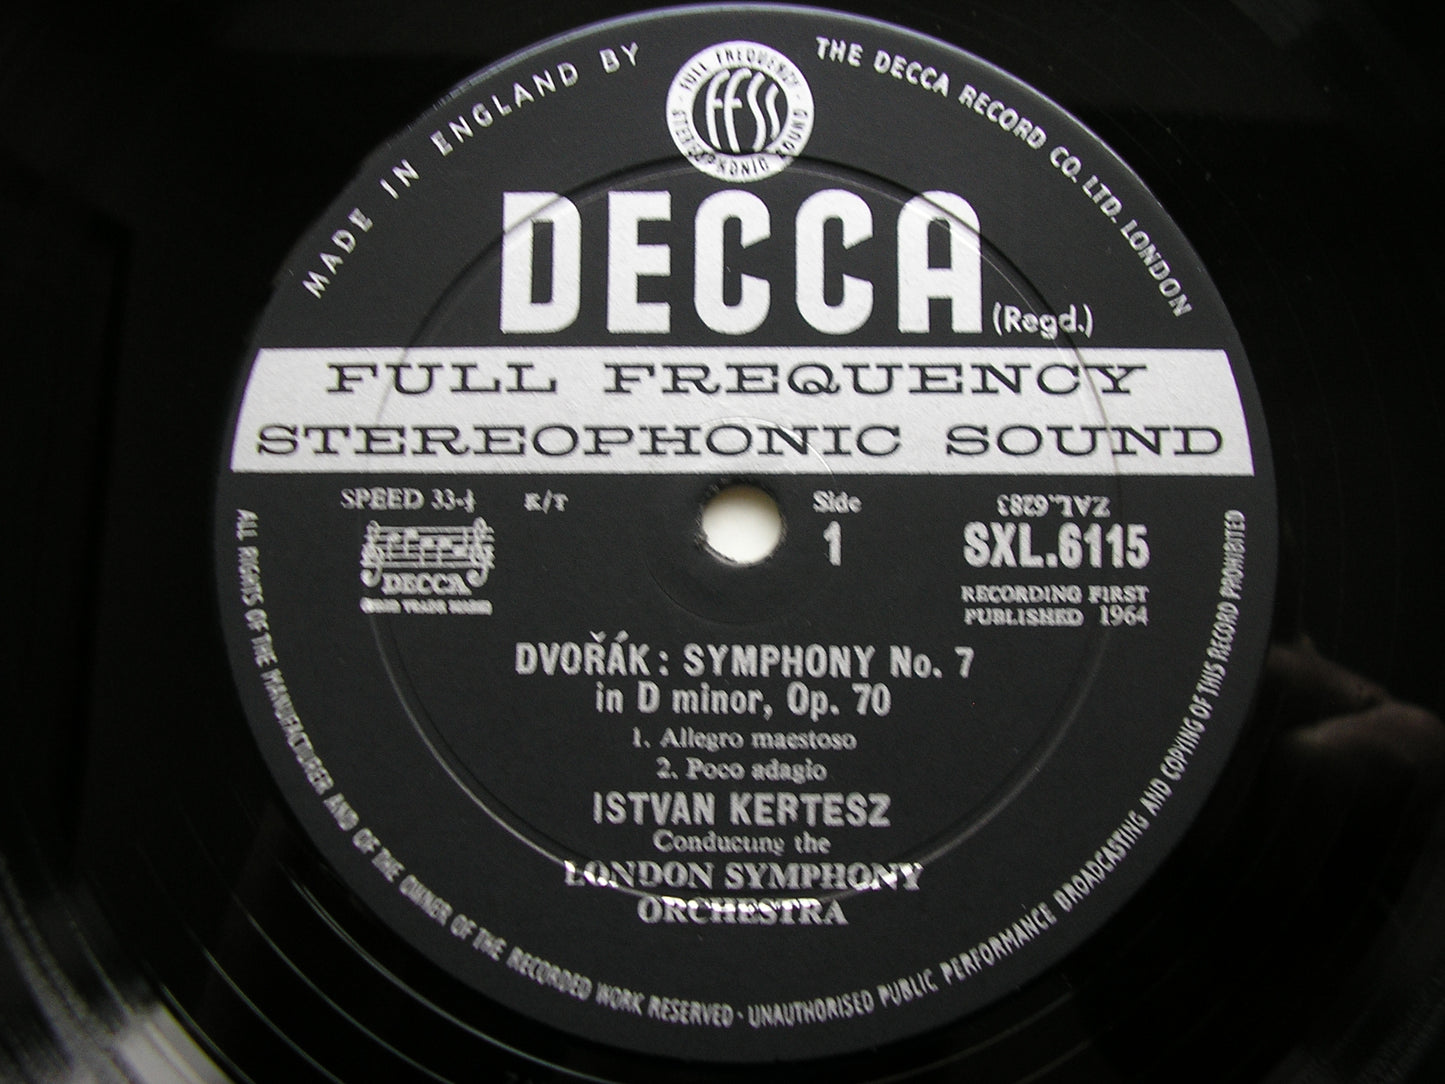 MADE IN ENGLAND BY
THE DECCA RECORD CO. LTD. LONDON
FULL FREQUENCY STEREOPHONIC SOUND
FFSS
DECCA
(Regd.)
FULL FREQUENCY
STEREOPHONIC SOUND
SPEED 33-⅓
E/T
Side
1
ZAL.6283
SXL.6115
DECCA
RECORDING FIRST
PUBLISHED 1964
DVOŘÁK: SYMPHONY No. 7
in D minor, Op. 70
1. Allegro maestoso
2. Poco adagio
ISTVAN KERTESZ
Conducting the
LONDON SYMPHONY
ORCHESTRA
ALL RIGHTS OF THE MANUFACTURER AND OF THE OWNER OF THE RECORDED WORK RESERVED · UNAUTHORISED PUBLIC PERFORMANCE BROADCASTING AND COPYING OF THIS RECORD PROHIBITED